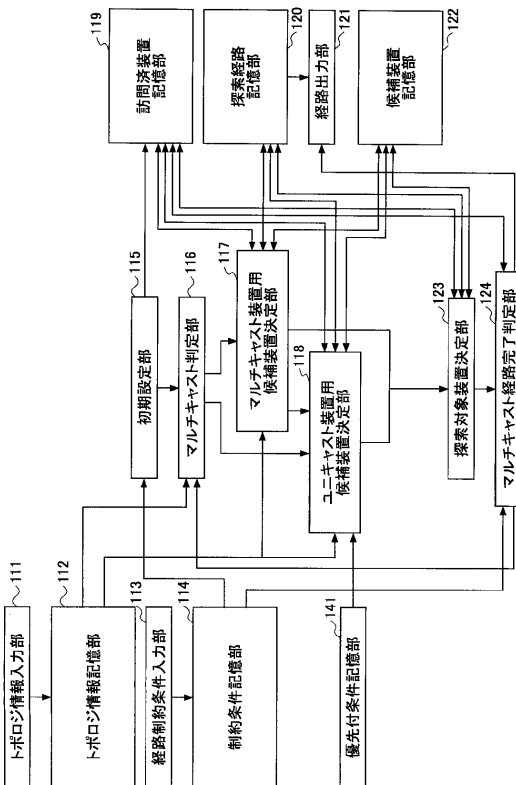 トポロジ情報入力部
111
トポロジ情報記憶部
112
経路制約条件入力部
113
制約条件記憶部
114
優先付条件記憶部
141
初期設定部
115
マルチキャスト判定部
116
マルチキャスト装置用
候補装置決定部
117
ユニキャスト装置用
候補装置決定部
118
探索対象装置決定部
123
マルチキャスト経路完了判定部
124
訪問済装置
記憶部
119
探索経路
記憶部
120
経路出力部
121
候補装置
記憶部
122